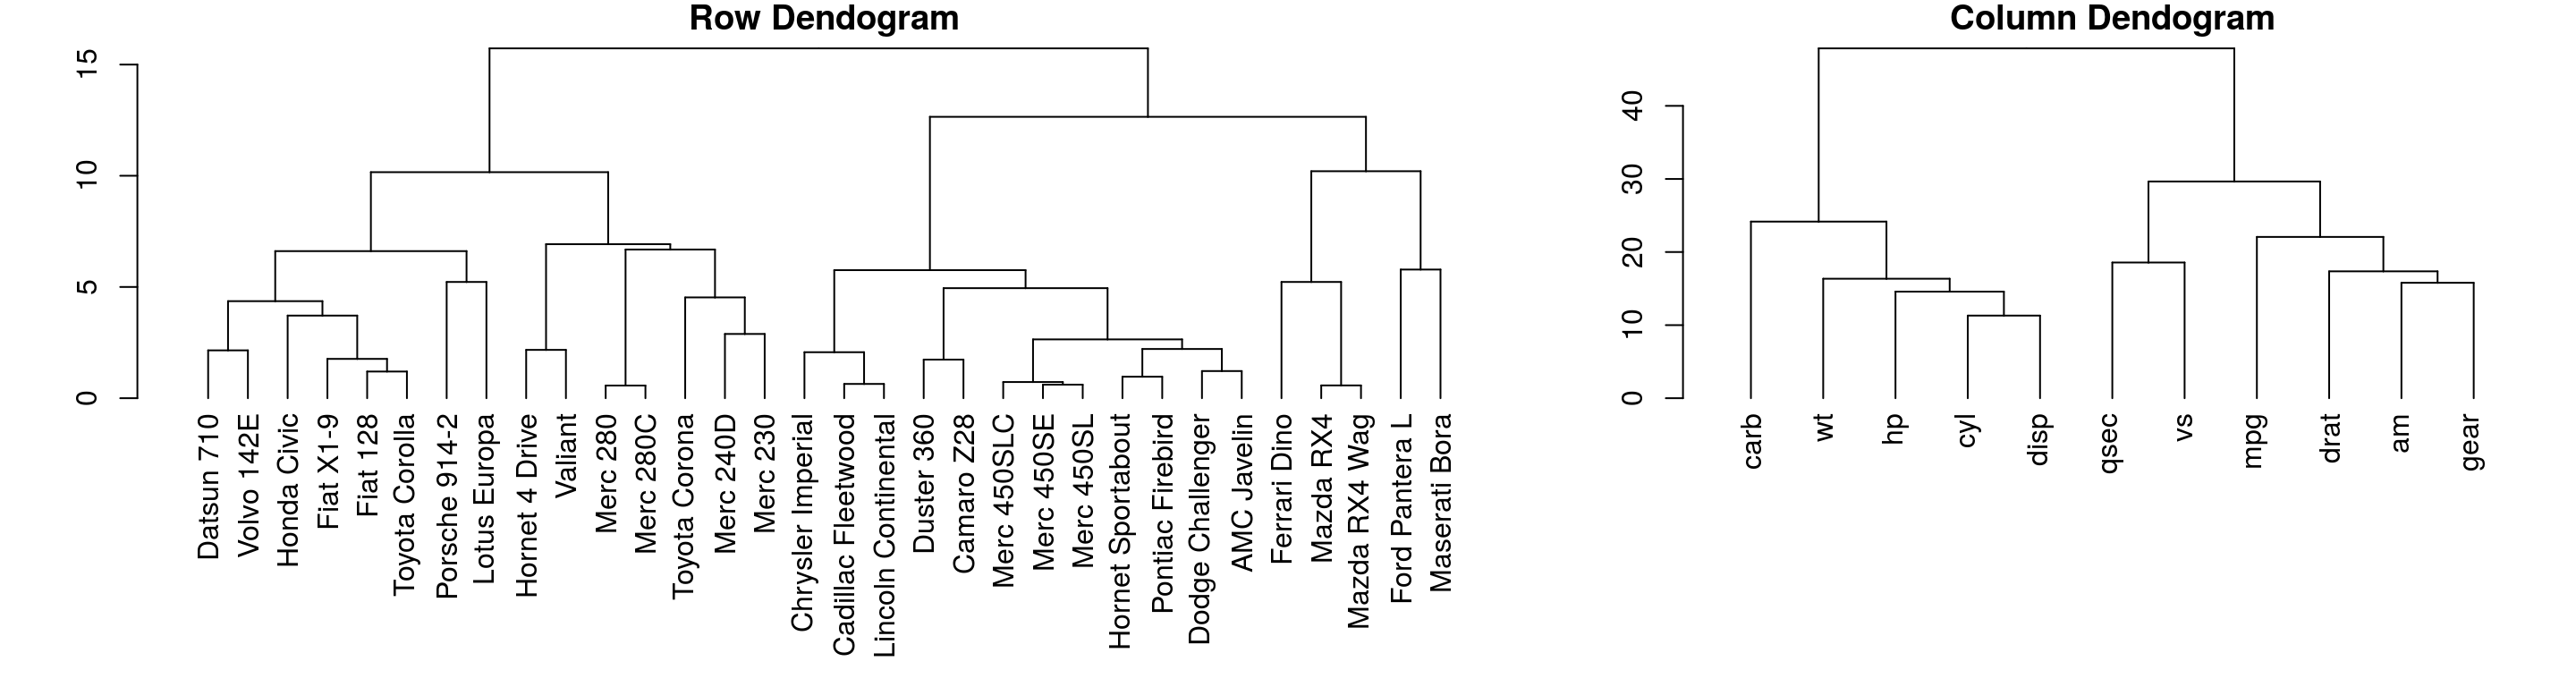 Row Dendogram
15
10
5
0
Datsun 710
Volvo 142E
Honda Civic
Fiat X1-9
Fiat 128
Toyota Corolla
Porsche 914-2
Lotus Europa
Hornet 4 Drive
Valiant
Merc 280
Merc 280C
Toyota Corona
Merc 240D
Merc 230
Chrysler Imperial
Cadillac Fleetwood
Lincoln Continental
Duster 360
Camaro Z28
Merc 450SLC
Merc 450SE
Merc 450SL
Hornet Sportabout
Pontiac Firebird
Dodge Challenger
AMC Javelin
Ferrari Dino
Mazda RX4
Mazda RX4 Wag
Ford Pantera L
Maserati Bora
Column Dendogram
40
30
20
10
0
carb
wt
hp
cyl
disp
qsec
vs
mpg
drat
am
gear